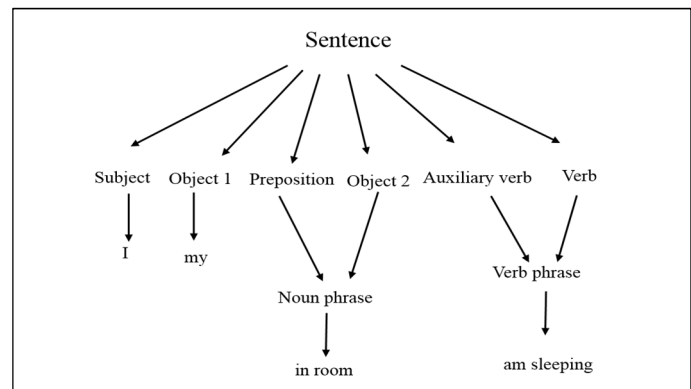 Sentence
Subject Object 1 Preposition Object 2 Auxiliary verb Verb
I my
Noun phrase Verb phrase
in room am sleeping